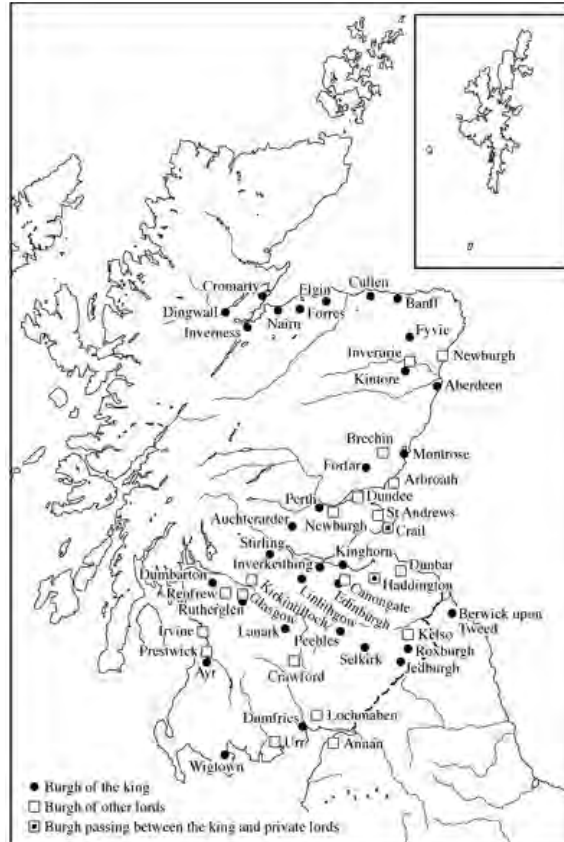 Cromarty
Elgin
Cullen
Dingwall
Nairn
Forres
Banff
Inverness
Fyvie
Inverurie
Newburgh
Kintore
Aberdeen
Brechin
Montrose
Forfar
Arbroath
Perth
Dundee
Newburgh
St Andrews
Auchterarder
Crail
Stirling
Kinghorn
Inverkeithing
Dunbar
Dumbarton
Haddington
Renfrew
Kirkintilloch
Linlithgow
Edinburgh
Canongate
Rutherglen
Glasgow
Berwick upon
Tweed
Irvine
Lanark
Peebles
Kelso
Prestwick
Selkirk
Roxburgh
Ayr
Crawford
Jedburgh
Dumfries
Lochmaben
Urr
Annan
Wigtown
Burgh of the king
Burgh of other lords
Burgh passing between the king and private lords